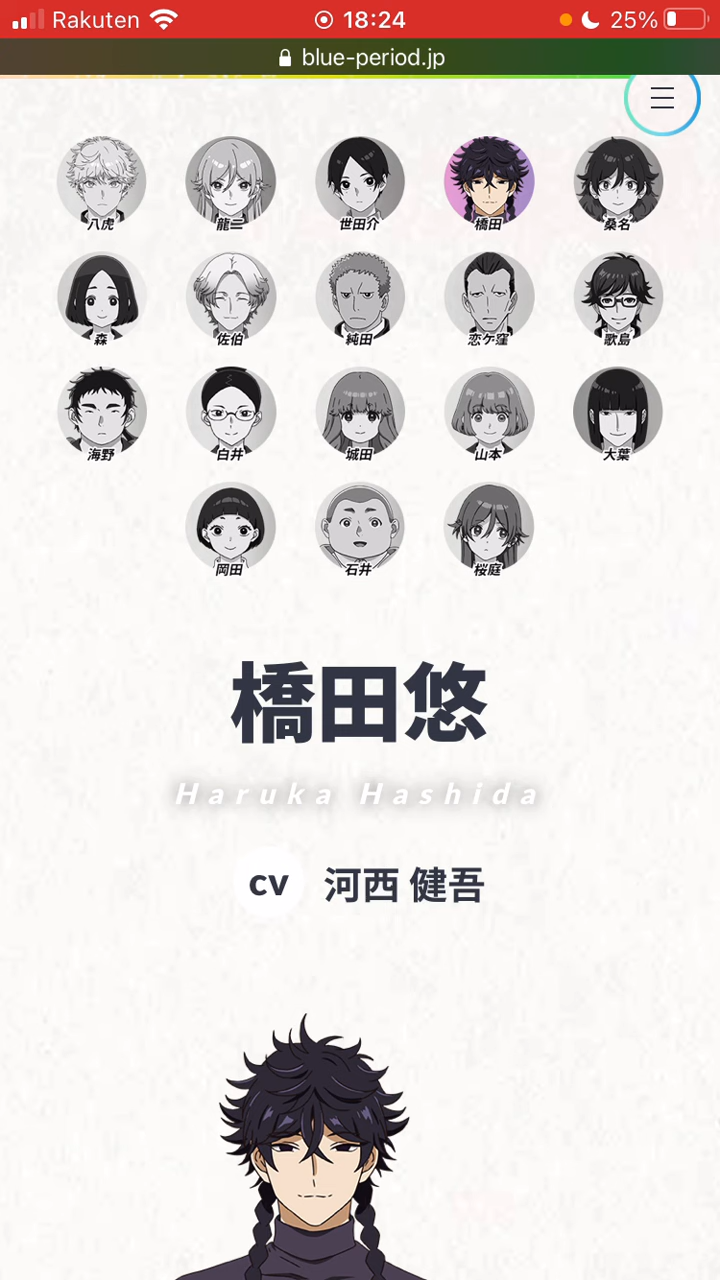 Rakuten 18:24 25%
blue-period.jp
八虎 龍二 世田介 橋田 桑名
森 佐伯 純田 恋ケ窪 歌島
海野 白井 城田 山本 大葉
岡田 石井 桜庭
橋田悠
Haruka Hashida
CV 河西 健吾